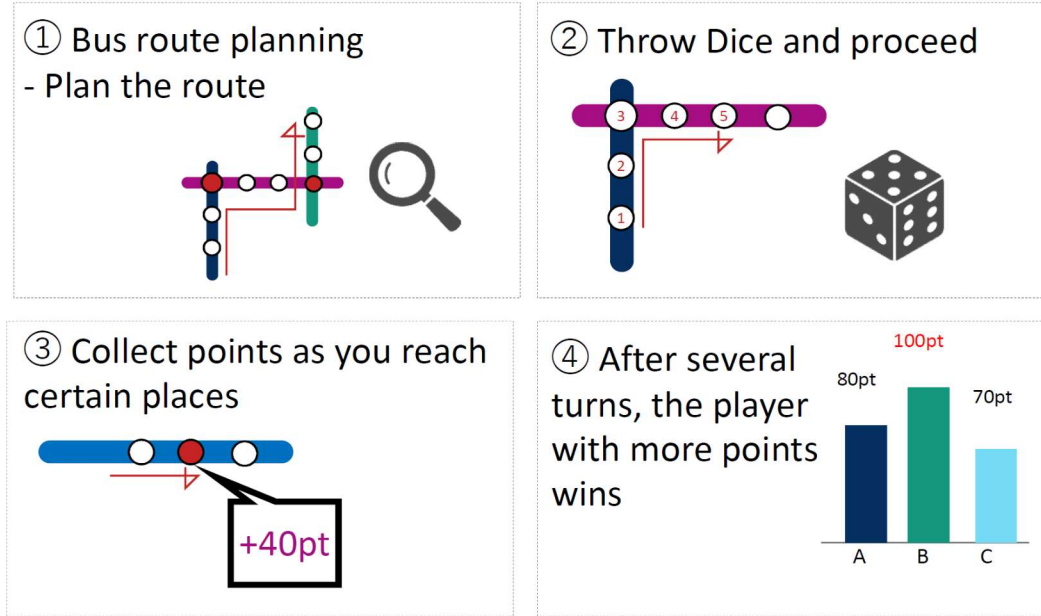 ① Bus route planning
- Plan the route
② Throw Dice and proceed
3 4 5
2
1
③ Collect points as you reach
certain places
+40pt
④ After several
turns, the player
with more points
wins
100pt
80pt
70pt
A B C